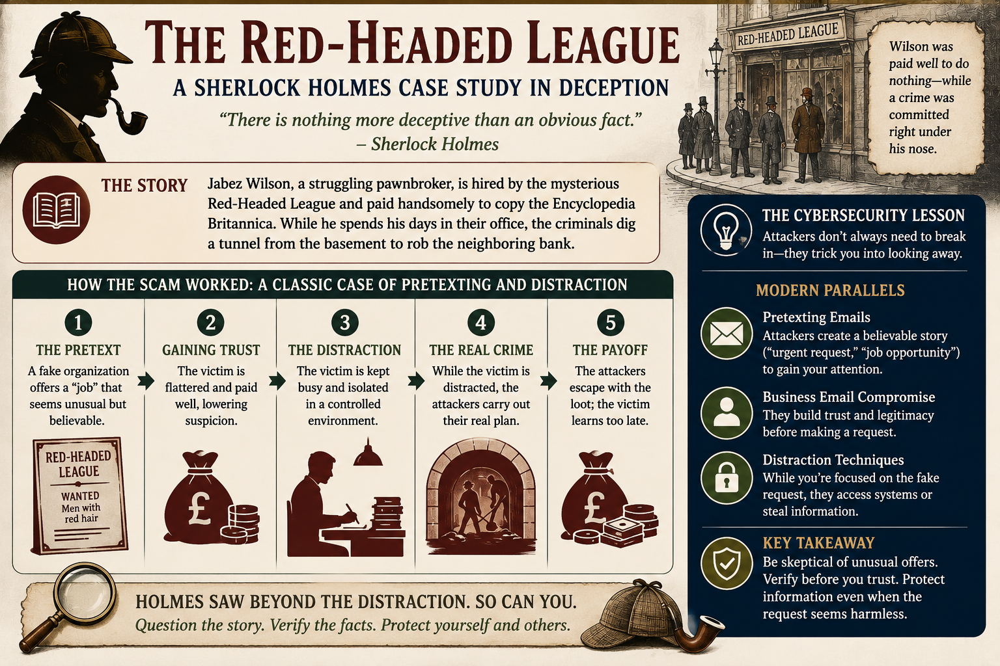 THE RED-HEADED LEAGUE
A SHERLOCK HOLMES CASE STUDY IN DECEPTION
“There is nothing more deceptive than an obvious fact.”
– Sherlock Holmes
RED-HEADED LEAGUE
Wilson was
paid well to do
nothing—while
a crime was
committed
right under
his nose.
THE STORY
Jabez Wilson, a struggling pawnbroker, is hired by the mysterious
Red-Headed League and paid handsomely to copy the Encyclopedia
Britannica. While he spends his days in their office, the criminals dig
a tunnel from the basement to rob the neighboring bank.
HOW THE SCAM WORKED: A CLASSIC CASE OF PRETEXTING AND DISTRACTION
1
THE PRETEXT
A fake organization
offers a “job” that
seems unusual but
believable.
RED-HEADED
LEAGUE
WANTED
Men with
red hair
2
GAINING TRUST
The victim is
flattered and paid
well, lowering
suspicion.
£
3
THE DISTRACTION
The victim is kept
busy and isolated
in a controlled
environment.
4
THE REAL CRIME
While the victim is
distracted, the
attackers carry out
their real plan.
5
THE PAYOFF
The attackers
escape with the
loot; the victim
learns too late.
£
THE CYBERSECURITY LESSON
Attackers don’t always need to break
in—they trick you into looking away.
MODERN PARALLELS
Pretexting Emails
Attackers create a believable story
(“urgent request,” “job opportunity”)
to gain your attention.
Business Email Compromise
They build trust and legitimacy
before making a request.
Distraction Techniques
While you’re focused on the fake
request, they access systems or
steal information.
KEY TAKEAWAY
Be skeptical of unusual offers.
Verify before you trust. Protect
information even when the
request seems harmless.
HOLMES SAW BEYOND THE DISTRACTION. SO CAN YOU.
Question the story. Verify the facts. Protect yourself and others.